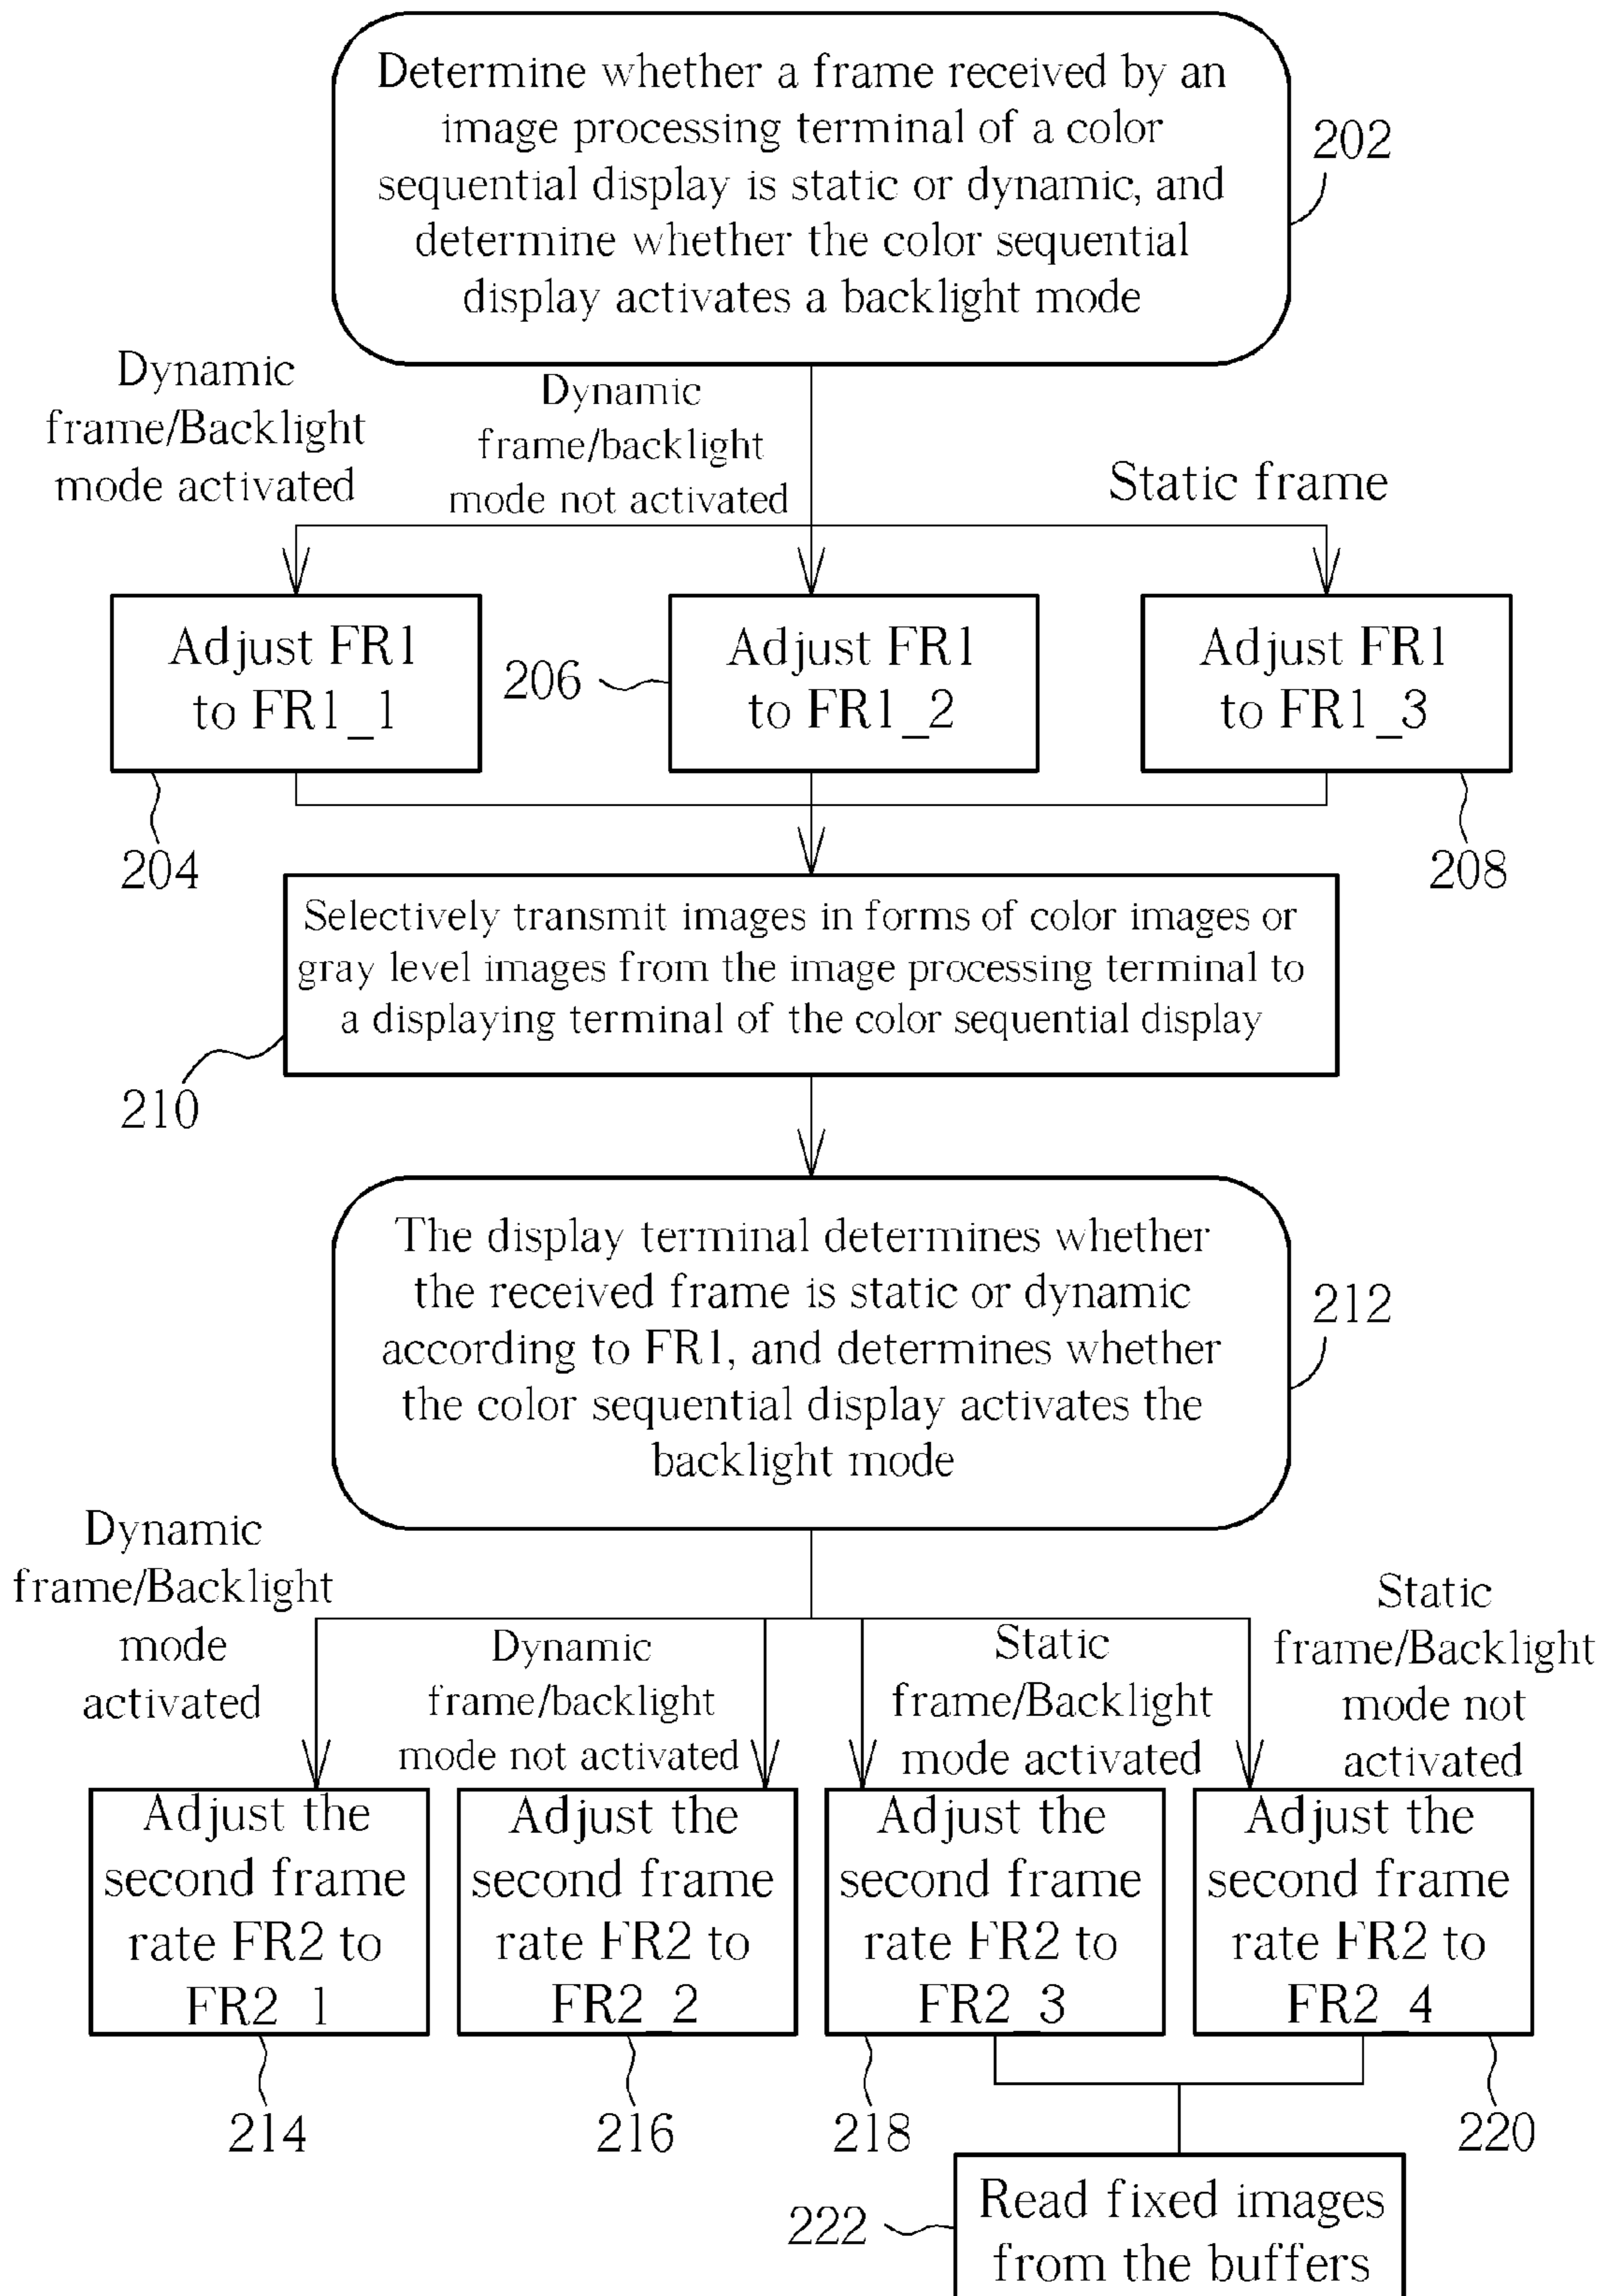 Determine whether a frame received by an
image processing terminal of a color
sequential display is static or dynamic, and
determine whether the color sequential
display activates a backlight mode
202
Dynamic
frame/Backlight
mode activated
Dynamic
frame/backlight
mode not activated
Static frame
Adjust FR1
to FR1_1
206
Adjust FR1
to FR1_2
Adjust FR1
to FR1_3
204
208
Selectively transmit images in forms of color images or
gray level images from the image processing terminal to
a displaying terminal of the color sequential display
210
The display terminal determines whether
the received frame is static or dynamic
according to FR1, and determines whether
the color sequential display activates the
backlight mode
212
Dynamic
frame/Backlight
mode
activated
Dynamic
frame/backlight
mode not activated
Static
frame/Backlight
mode activated
Static
frame/Backlight
mode not
activated
Adjust the
second frame
rate FR2 to
FR2_1
Adjust the
second frame
rate FR2 to
FR2_2
Adjust the
second frame
rate FR2 to
FR2_3
Adjust the
second frame
rate FR2 to
FR2_4
214
216
218
220
222
Read fixed images
from the buffers